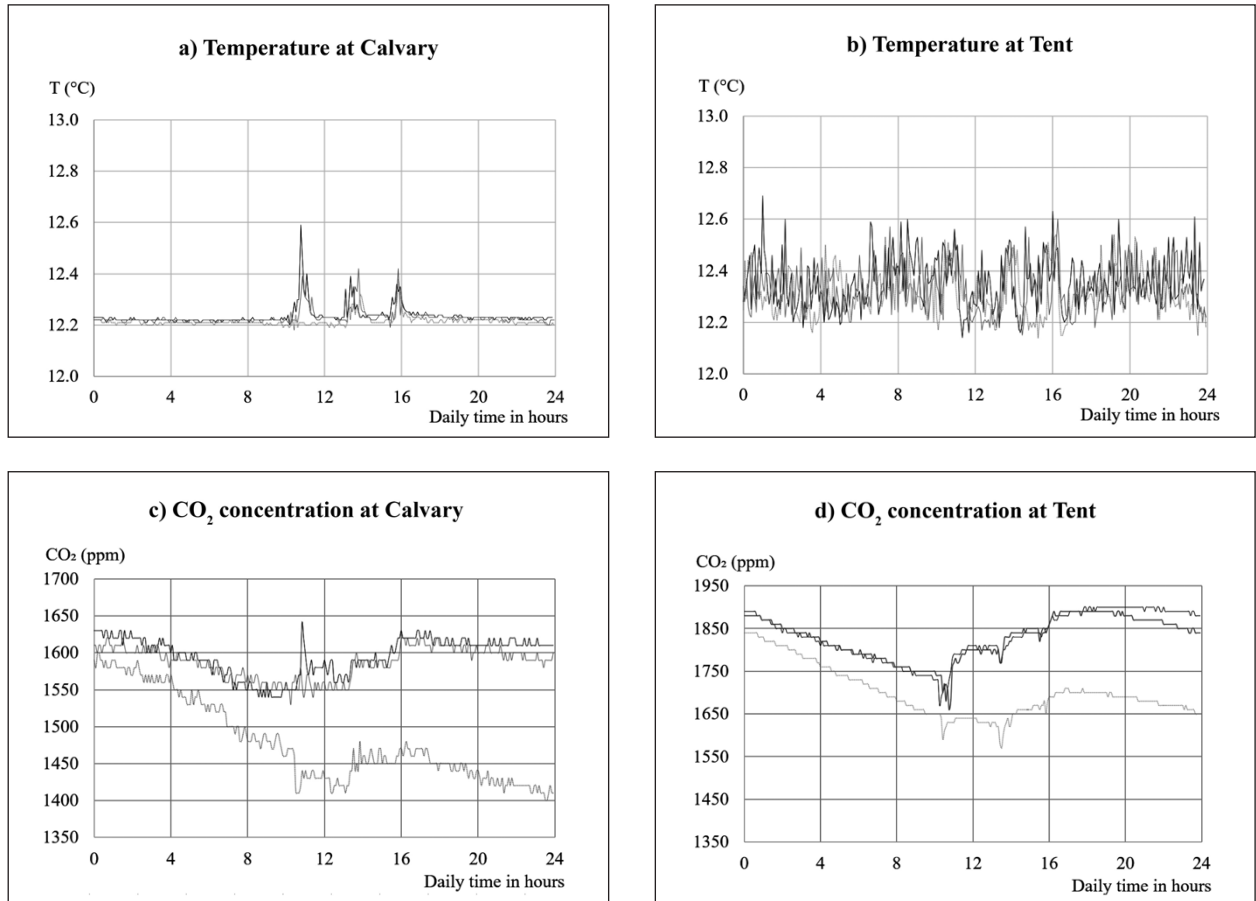 a) Temperature at Calvary
T (°C)
13.0
12.8
12.6
12.4
12.2
12.0
0 4 8 12 16 20 24
Daily time in hours
b) Temperature at Tent
T (°C)
13.0
12.8
12.6
12.4
12.2
12.0
0 4 8 12 16 20 24
Daily time in hours
c) CO₂ concentration at Calvary
CO₂ (ppm)
1700
1650
1600
1550
1500
1450
1400
1350
0 4 8 12 16 20 24
Daily time in hours
d) CO₂ concentration at Tent
CO₂ (ppm)
1950
1850
1750
1650
1550
1450
1350
0 4 8 12 16 20 24
Daily time in hours